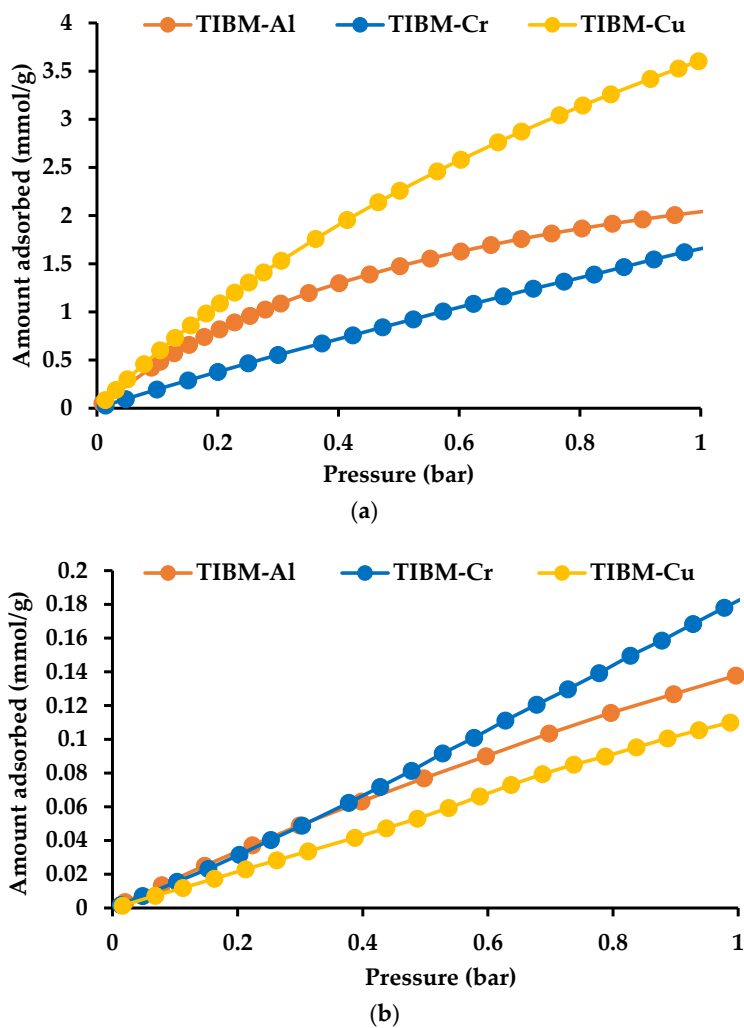 TIBM-Al TIBM-Cr TIBM-Cu
Amount adsorbed (mmol/g)
4
3.5
3
2.5
2
1.5
1
0.5
0
0 0.2 0.4 0.6 0.8 1
Pressure (bar)
(a)
TIBM-Al TIBM-Cr TIBM-Cu
Amount adsorbed (mmol/g)
0.2
0.18
0.16
0.14
0.12
0.1
0.08
0.06
0.04
0.02
0
0 0.2 0.4 0.6 0.8 1
Pressure (bar)
(b)